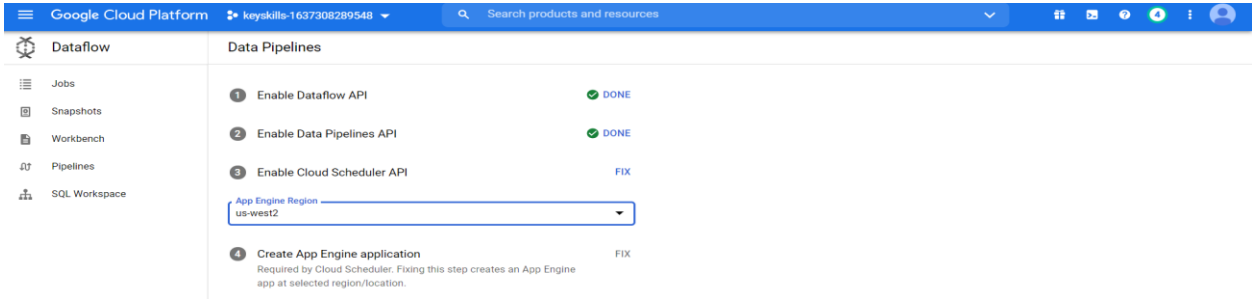 Google Cloud Platform keyskills-1637308289548 Search products and resources 4
Dataflow Data Pipelines
Jobs
Snapshots
Workbench
Pipelines
SQL Workspace
1 Enable Dataflow API DONE
2 Enable Data Pipelines API DONE
3 Enable Cloud Scheduler API FIX
App Engine Region
us-west2
4 Create App Engine application FIX
Required by Cloud Scheduler. Fixing this step creates an App Engine
app at selected region/location.